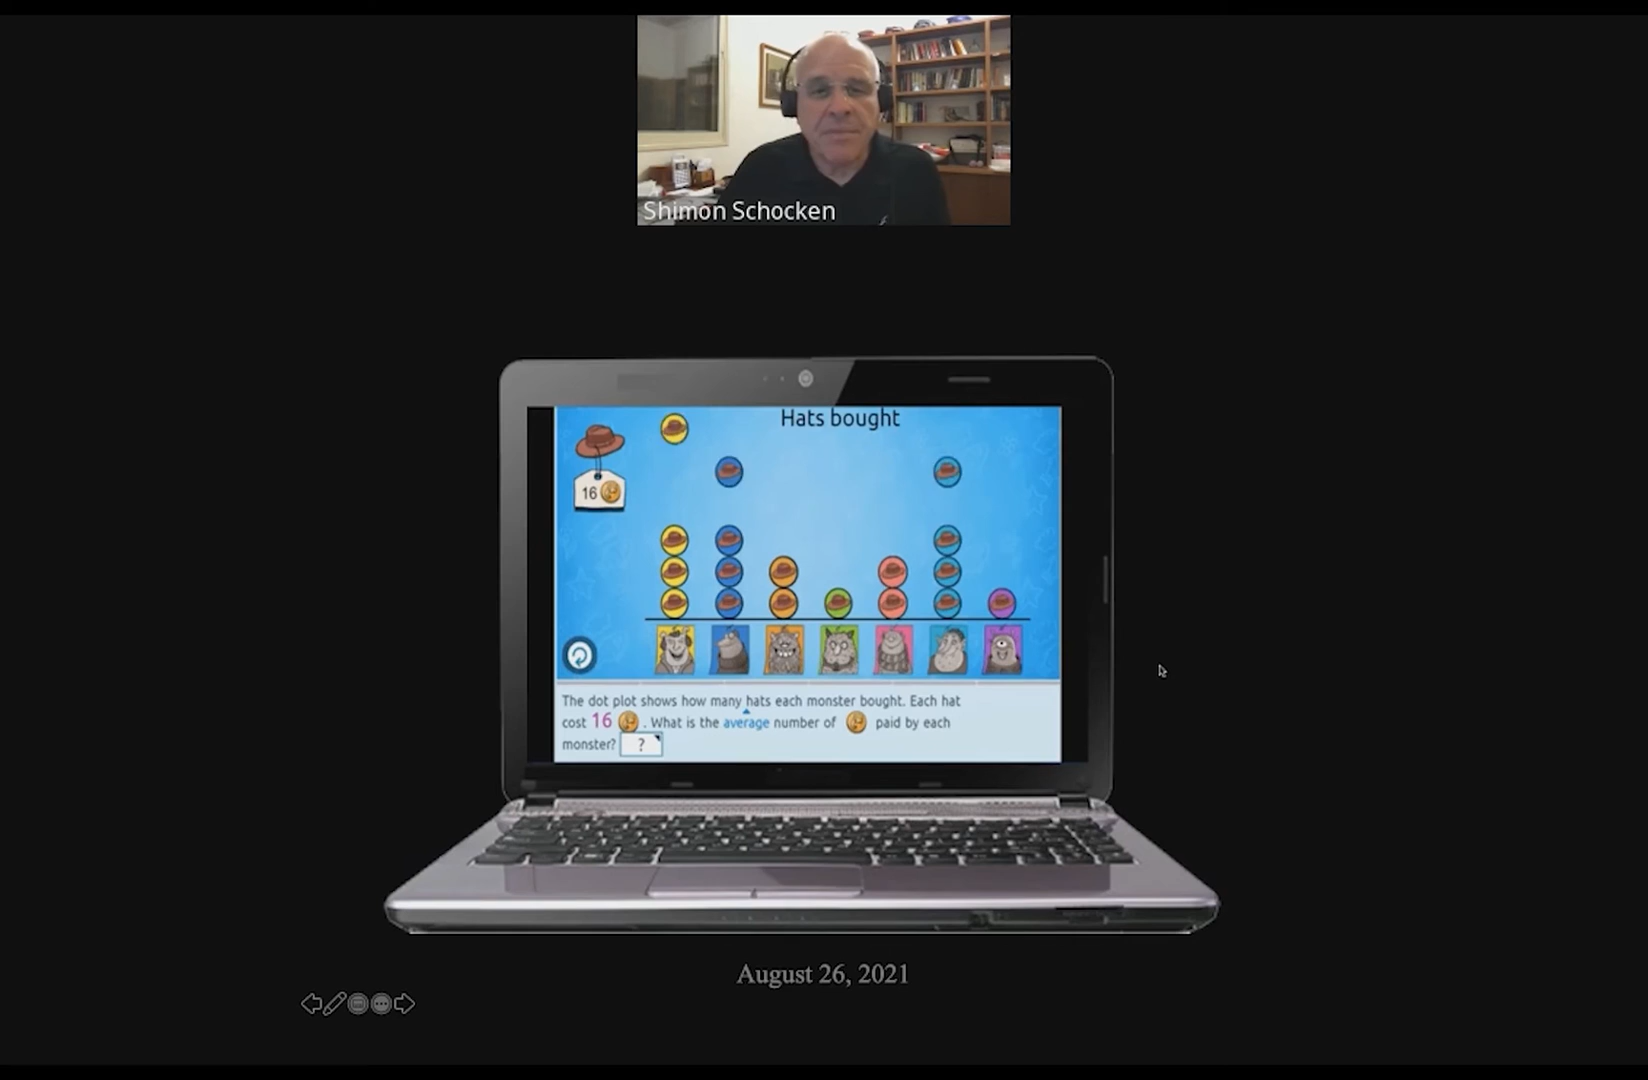 Shimon Schocken
Hats bought
16
The dot plot shows how many hats each monster bought. Each hat
cost 16 . What is the average number of paid by each
monster? ?
August 26, 2021